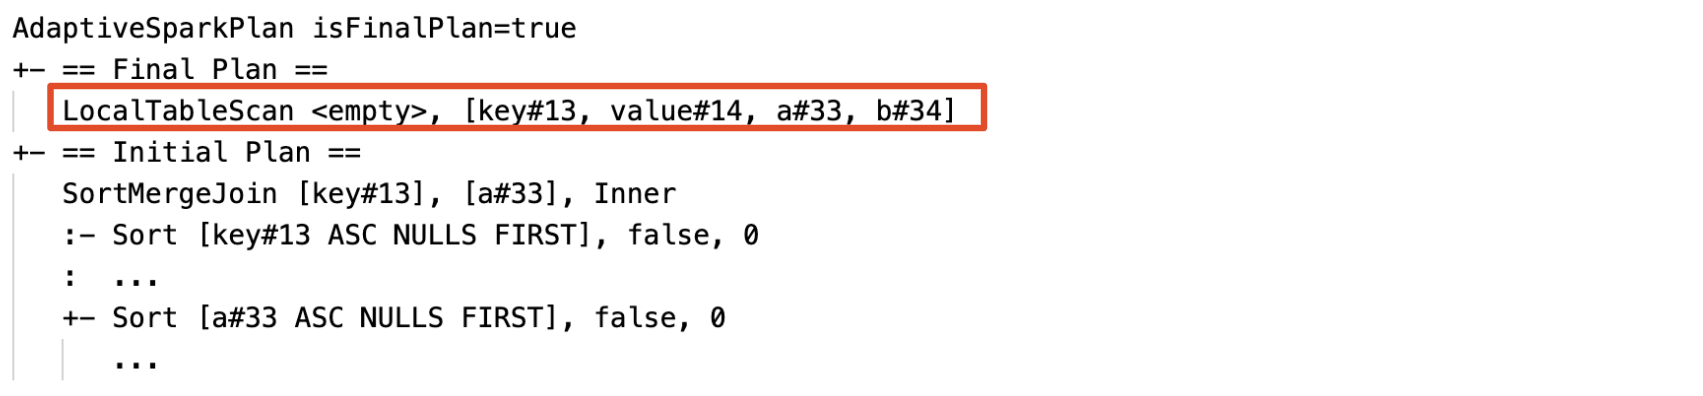 AdaptiveSparkPlan isFinalPlan=true
+- == Final Plan ==
   LocalTableScan <empty>, [key#13, value#14, a#33, b#34]
+- == Initial Plan ==
   SortMergeJoin [key#13], [a#33], Inner
   :- Sort [key#13 ASC NULLS FIRST], false, 0
   :  ...
   +- Sort [a#33 ASC NULLS FIRST], false, 0
      ...